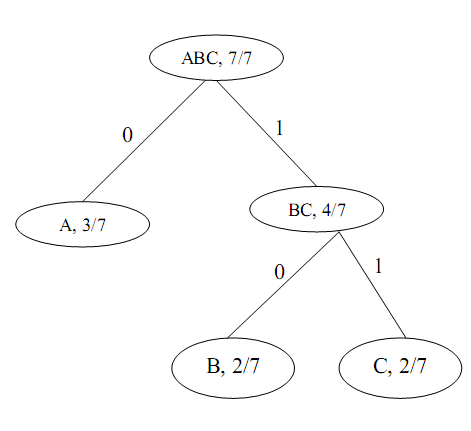 ABC, 7/7
0
1
A, 3/7
BC, 4/7
0
1
B, 2/7
C, 2/7